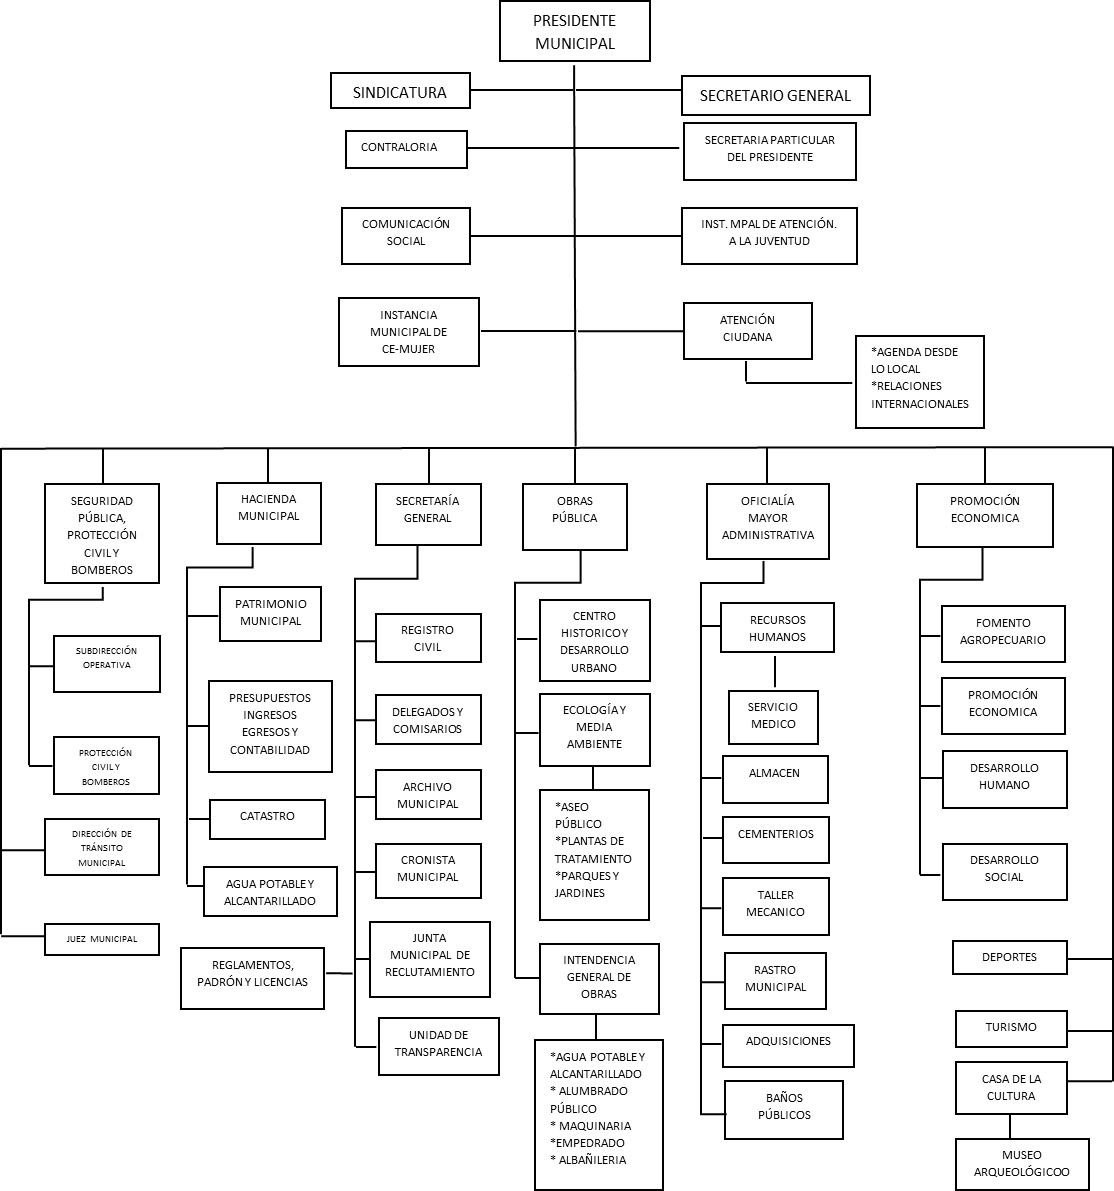 PRESIDENTE
MUNICIPAL
SINDICATURA
SECRETARIO GENERAL
CONTRALORIA
SECRETARIA PARTICULAR
DEL PRESIDENTE
COMUNICACIÓN
SOCIAL
INST. MPAL DE ATENCIÓN.
A LA JUVENTUD
INSTANCIA
MUNICIPAL DE
CE-MUJER
ATENCIÓN
CIUDANA
*AGENDA DESDE
LO LOCAL
*RELACIONES
INTERNACIONALES
SEGURIDAD
PÚBLICA,
PROTECCIÓN
CIVIL Y
BOMBEROS
SUBDIRECCIÓN
OPERATIVA
PROTECCIÓN
CIVIL Y
BOMBEROS
DIRECCIÓN DE
TRÁNSITO
MUNICIPAL
JUEZ MUNICIPAL
HACIENDA
MUNICIPAL
PATRIMONIO
MUNICIPAL
PRESUPUESTOS
INGRESOS
EGRESOS Y
CONTABILIDAD
CATASTRO
AGUA POTABLE Y
ALCANTARILLADO
REGLAMENTOS,
PADRÓN Y LICENCIAS
SECRETARÍA
GENERAL
REGISTRO
CIVIL
DELEGADOS Y
COMISARIOS
ARCHIVO
MUNICIPAL
CRONISTA
MUNICIPAL
JUNTA
MUNICIPAL DE
RECLUTAMIENTO
UNIDAD DE
TRANSPARENCIA
OBRAS
PÚBLICA
CENTRO
HISTORICO Y
DESARROLLO
URBANO
ECOLOGÍA Y
MEDIA
AMBIENTE
*ASEO
PÚBLICO
*PLANTAS DE
TRATAMIENTO
*PARQUES Y
JARDINES
INTENDENCIA
GENERAL DE
OBRAS
*AGUA POTABLE Y
ALCANTARILLADO
* ALUMBRADO
PÚBLICO
* MAQUINARIA
*EMPEDRADO
* ALBAÑILERIA
OFICIALÍA
MAYOR
ADMINISTRATIVA
RECURSOS
HUMANOS
SERVICIO
MEDICO
ALMACEN
CEMENTERIOS
TALLER
MECANICO
RASTRO
MUNICIPAL
ADQUISICIONES
BAÑOS
PÚBLICOS
PROMOCIÓN
ECONOMICA
FOMENTO
AGROPECUARIO
PROMOCIÓN
ECONOMICA
DESARROLLO
HUMANO
DESARROLLO
SOCIAL
DEPORTES
TURISMO
CASA DE LA
CULTURA
MUSEO
ARQUEOLÓGICOO